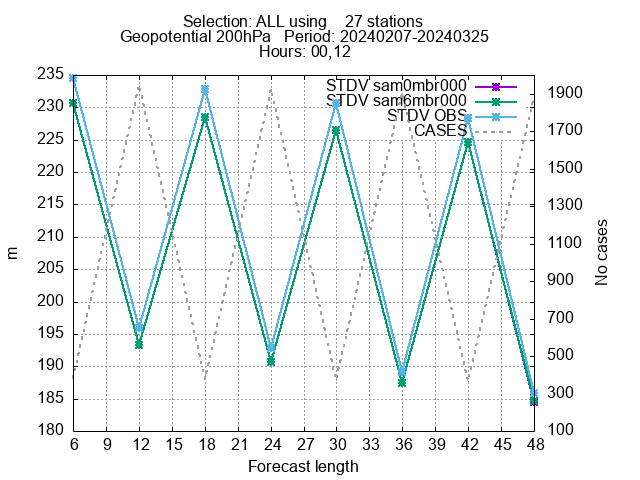 Selection: ALL using    27 stations
Geopotential 200hPa   Period: 20240207-20240325
Hours: 00,12
STDV sam0mbr000
STDV sam6mbr000
STDV OBS
CASES
235
230
225
220
215
210
205
200
195
190
185
180
m
1900
1700
1500
1300
1100
900
700
500
300
100
No cases
6 9 12 15 18 21 24 27 30 33 36 39 42 45 48
Forecast length